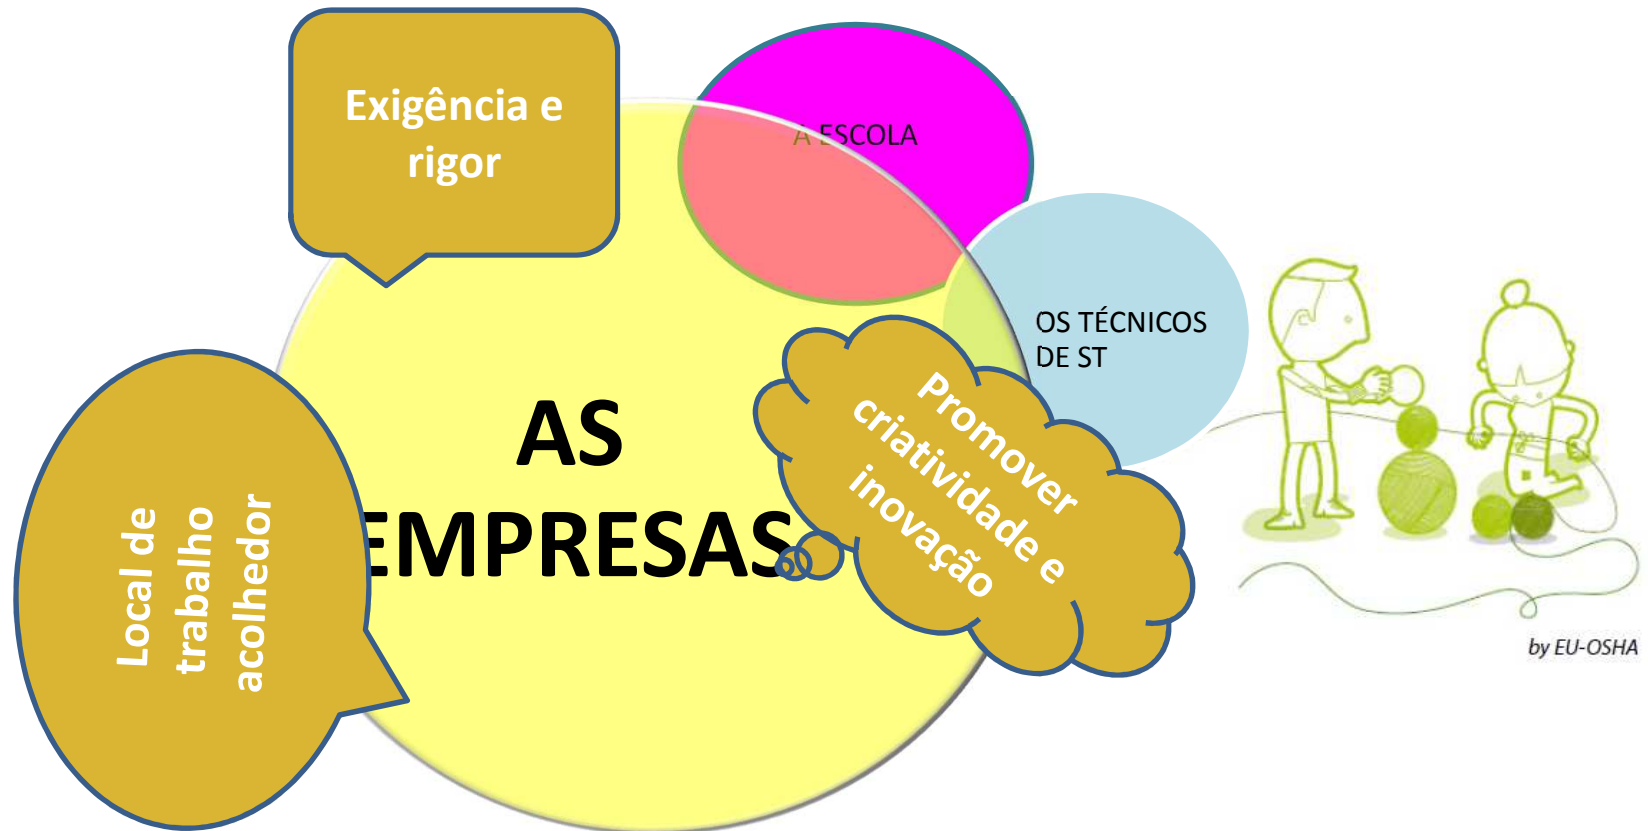 Exigência e
rigor
A ESCOLA
OS TÉCNICOS
DE ST
AS
EMPRESAS
Promover
criatividade e
inovação
Local de
trabalho
acolhedor
by EU-OSHA